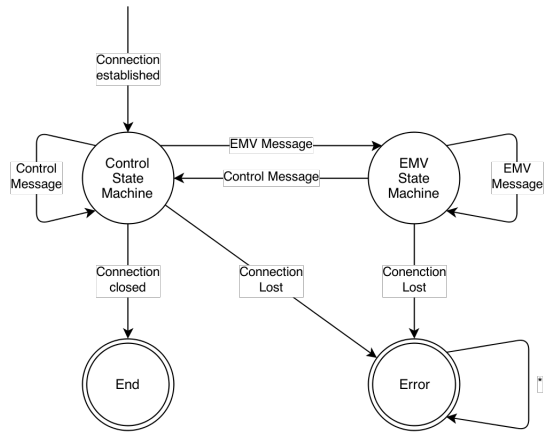 Connection
established
EMV Message
Control
Message
Control
State
Machine
Control Message
EMV
State
Machine
EMV
Message
Connection
closed
Connection
Lost
Conenction
Lost
End
Error
*